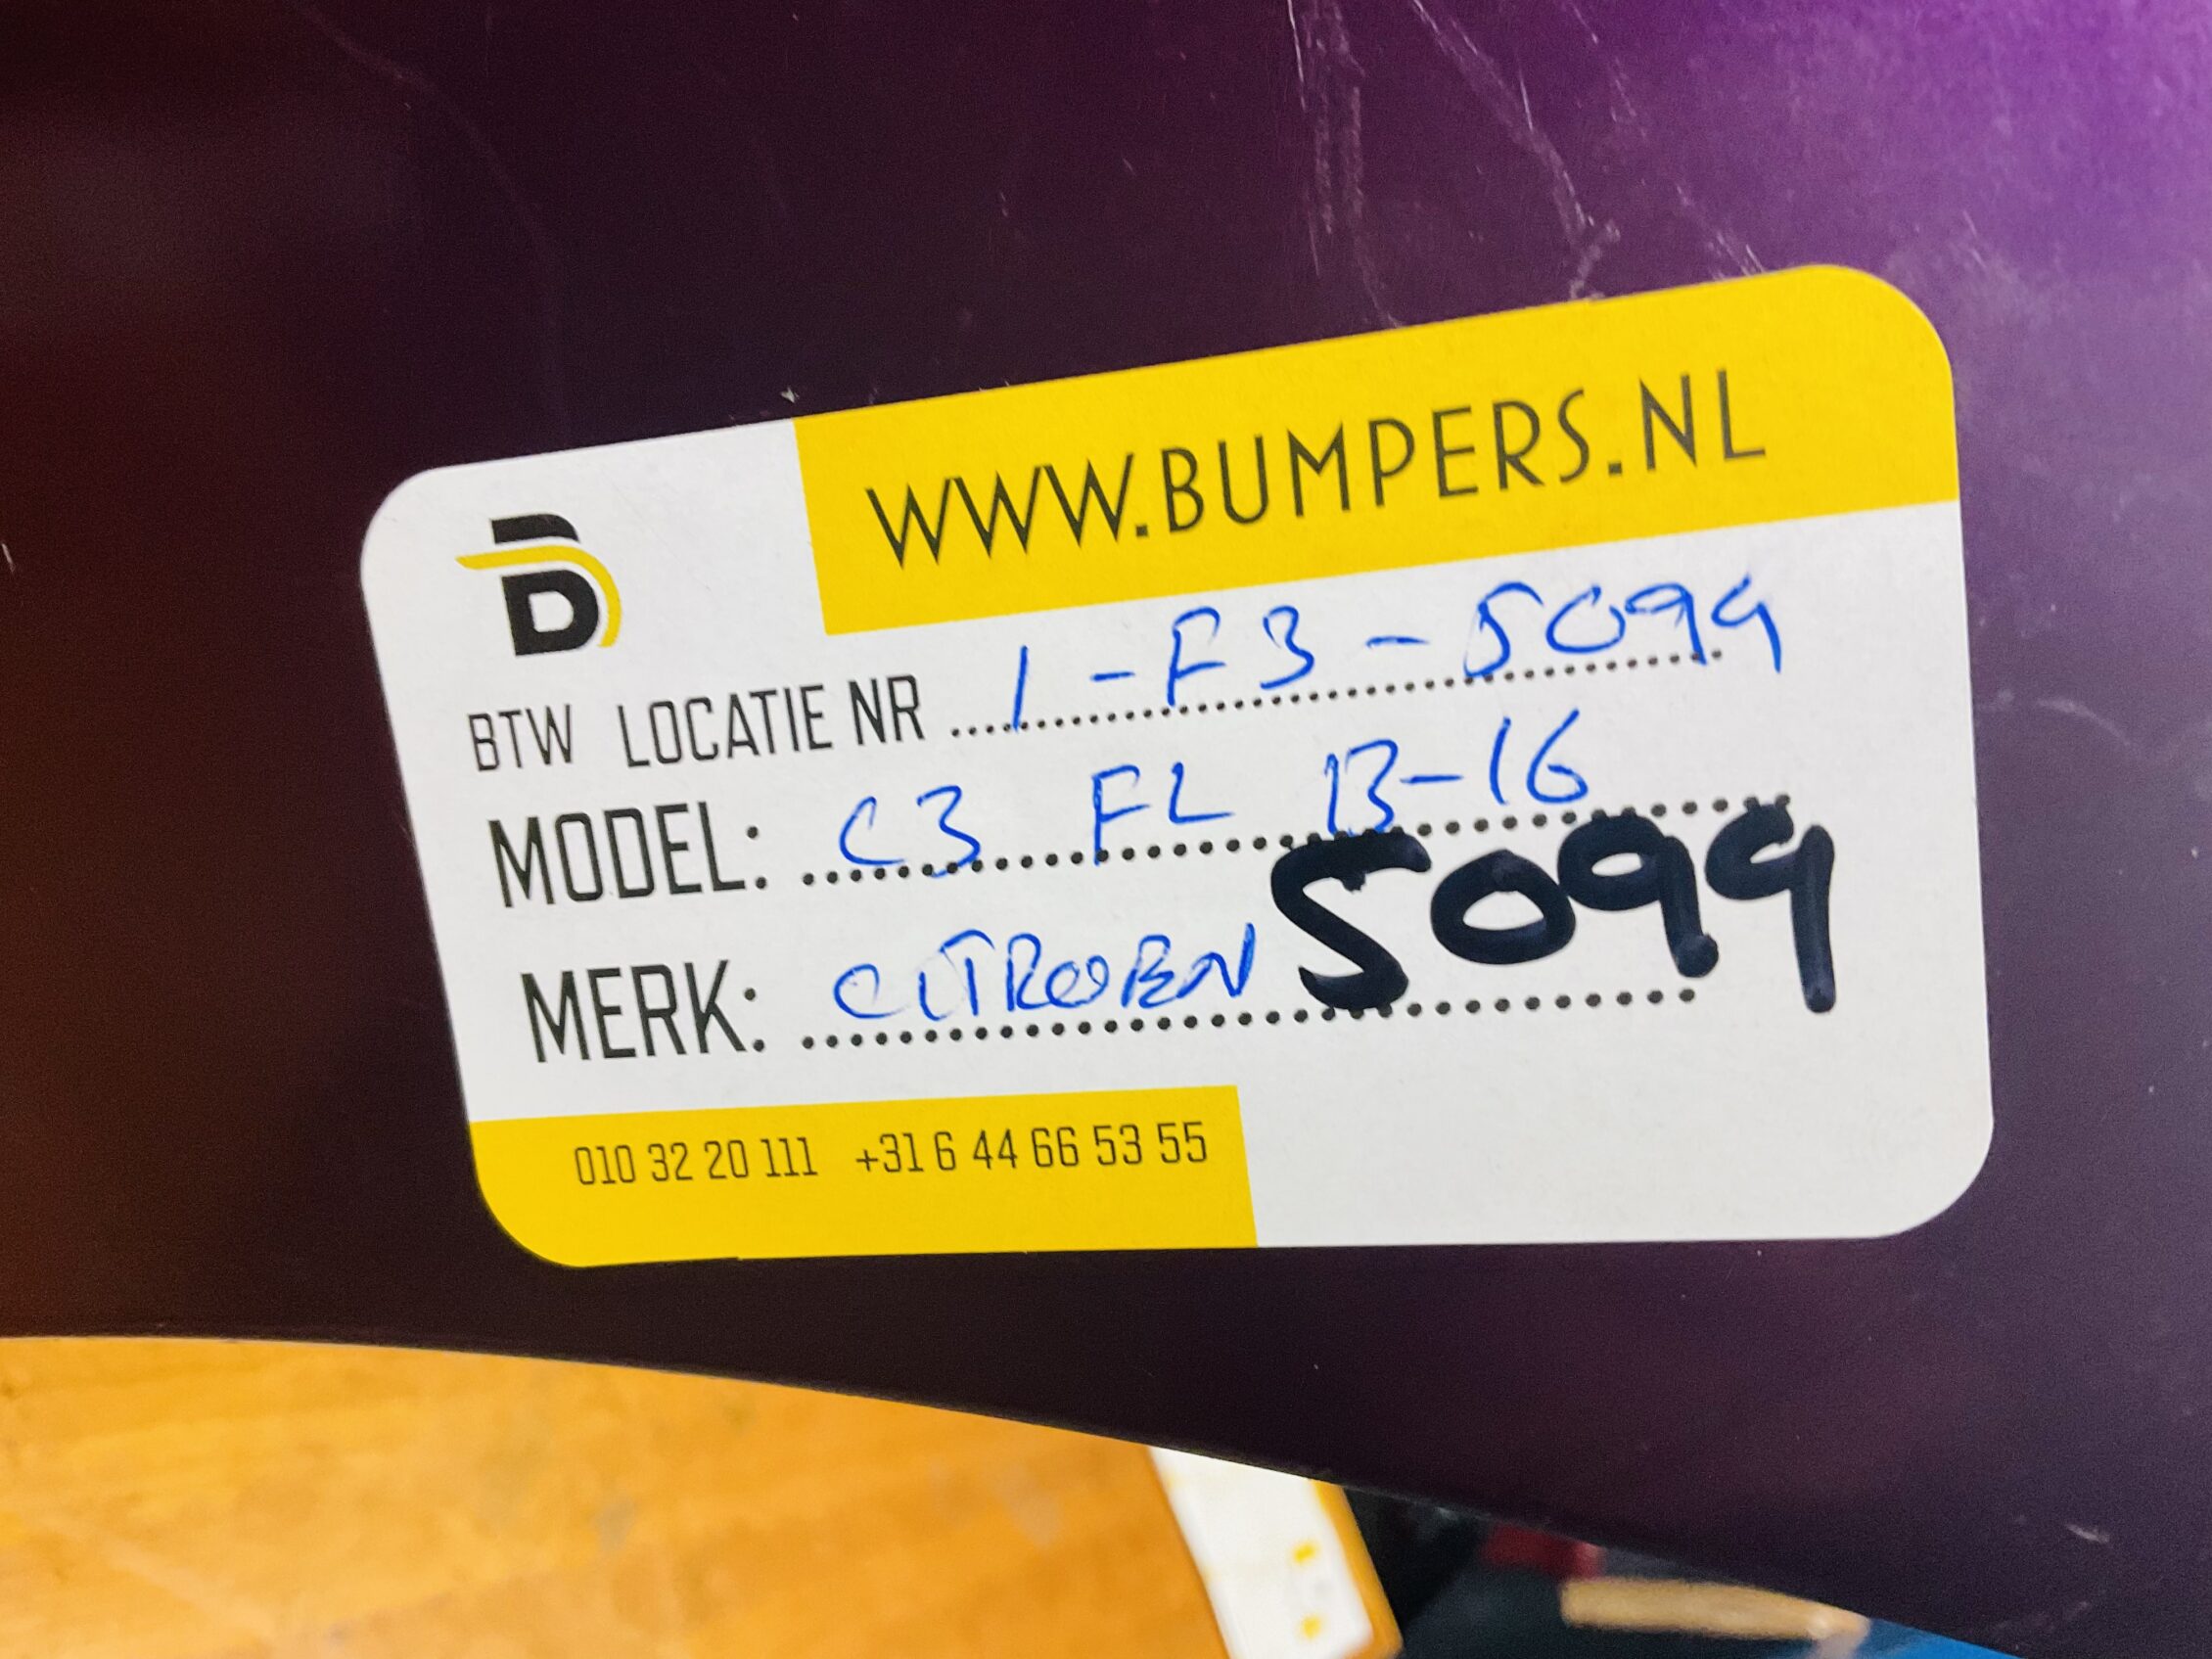 B
WWW.BUMPERS.NL
BTW LOCATIE NR 1-F3-5099
MODEL: C3 FL 13-16
MERK: CITROEN 5099
010 32 20 111 +31 6 44 66 53 55